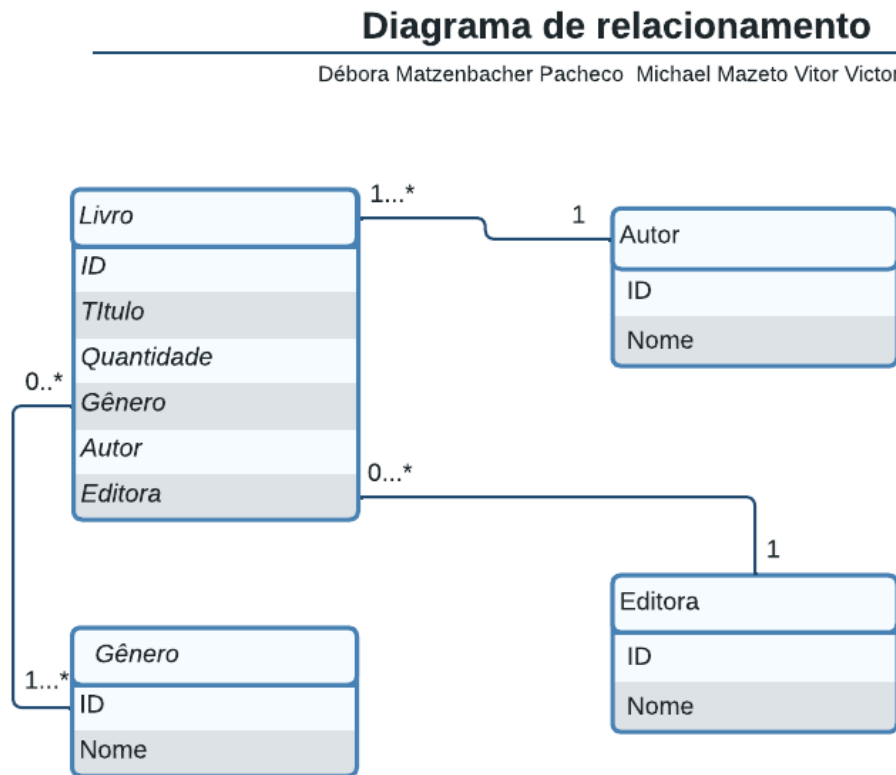 Diagrama de relacionamento
Débora Matzenbacher Pacheco Michael Mazeto Vitor Victor
Livro
ID
TItulo
Quantidade
Gênero
Autor
Editora
1...*
1
Autor
ID
Nome
0..*
0...*
1
Editora
ID
Nome
1...*
Gênero
ID
Nome